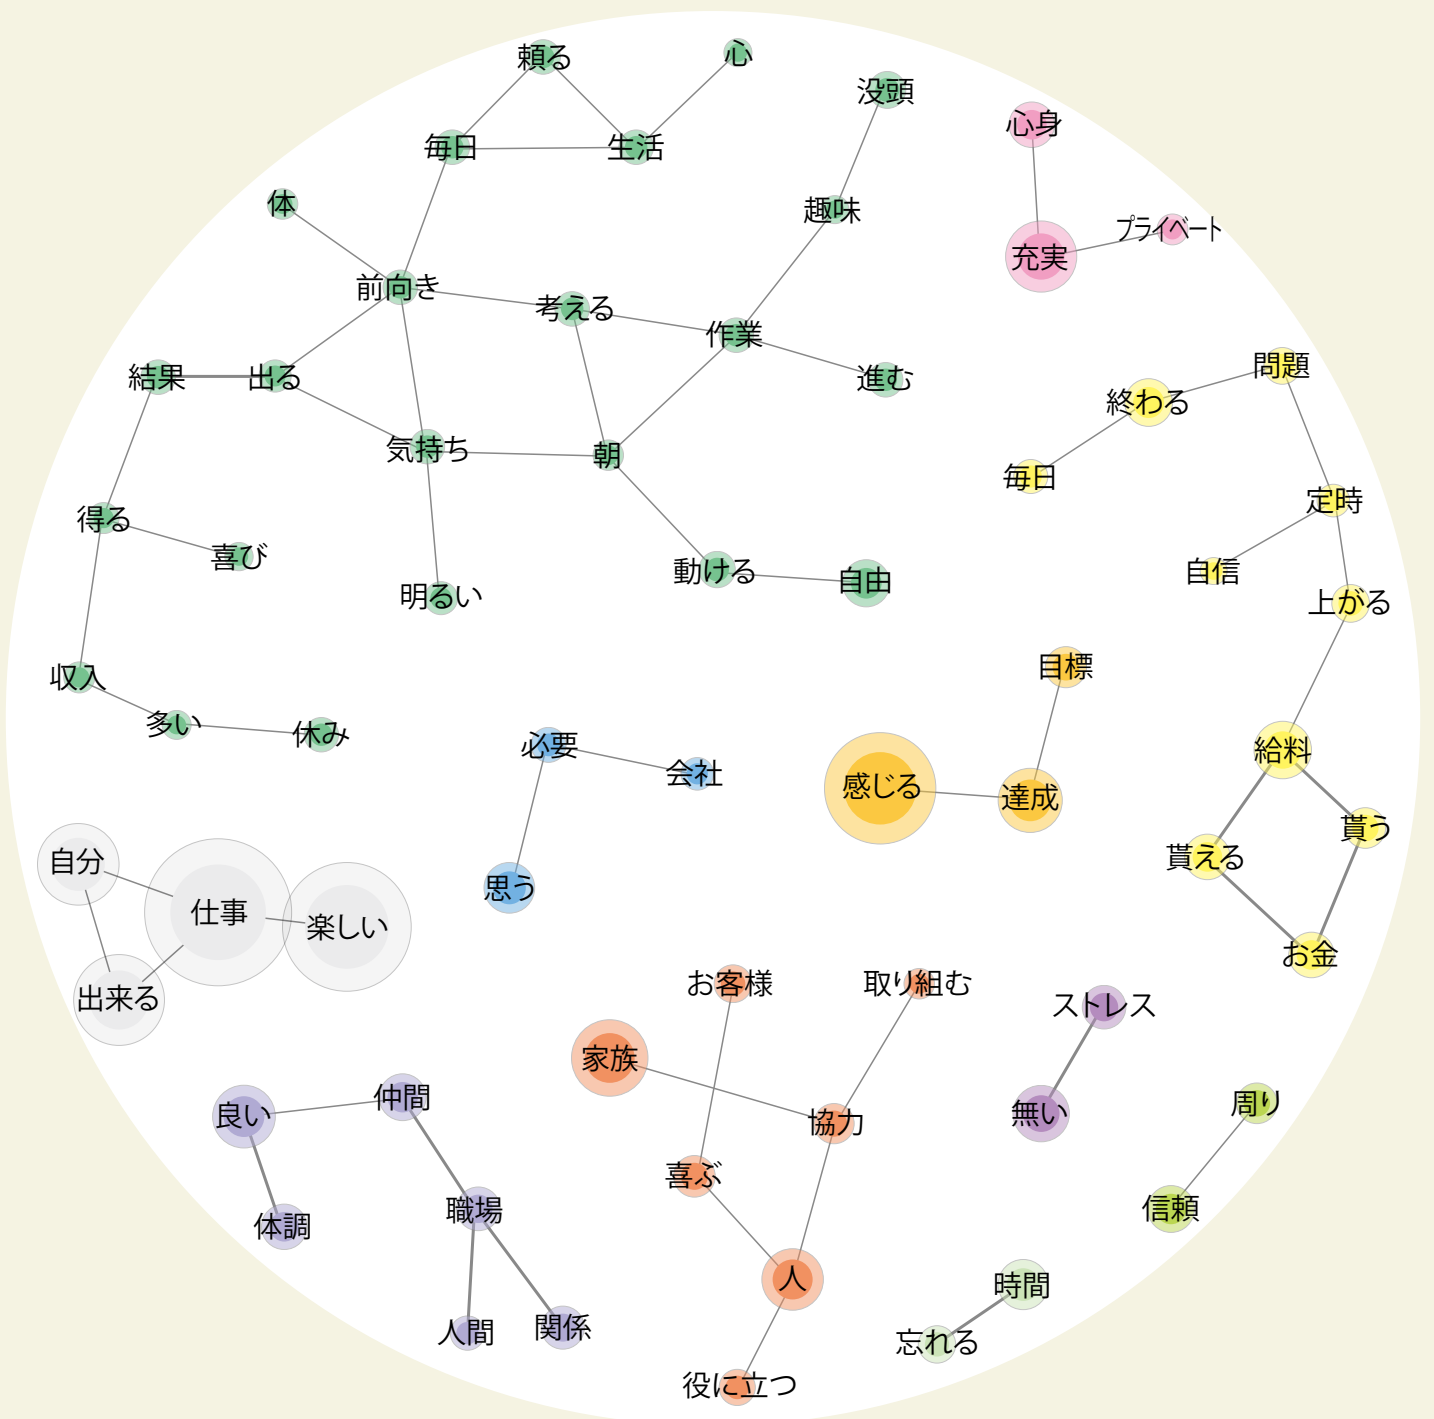 頼る
心
没頭
心身
毎日
生活
体
趣味
プライベート
充実
前向き
考える
作業
結果
出る
進む
問題
終わる
気持ち
朝
毎日
定時
得る
喜び
明るい
動ける
自由
自信
上がる
収入
多い
休み
目標
必要
会社
感じる
達成
給料
貰う
貰える
自分
仕事
楽しい
思う
お金
出来る
お客様
取り組む
ストレス
家族
良い
仲間
協力
無い
周り
喜ぶ
体調
職場
信頼
人
時間
人間
関係
忘れる
役に立つ